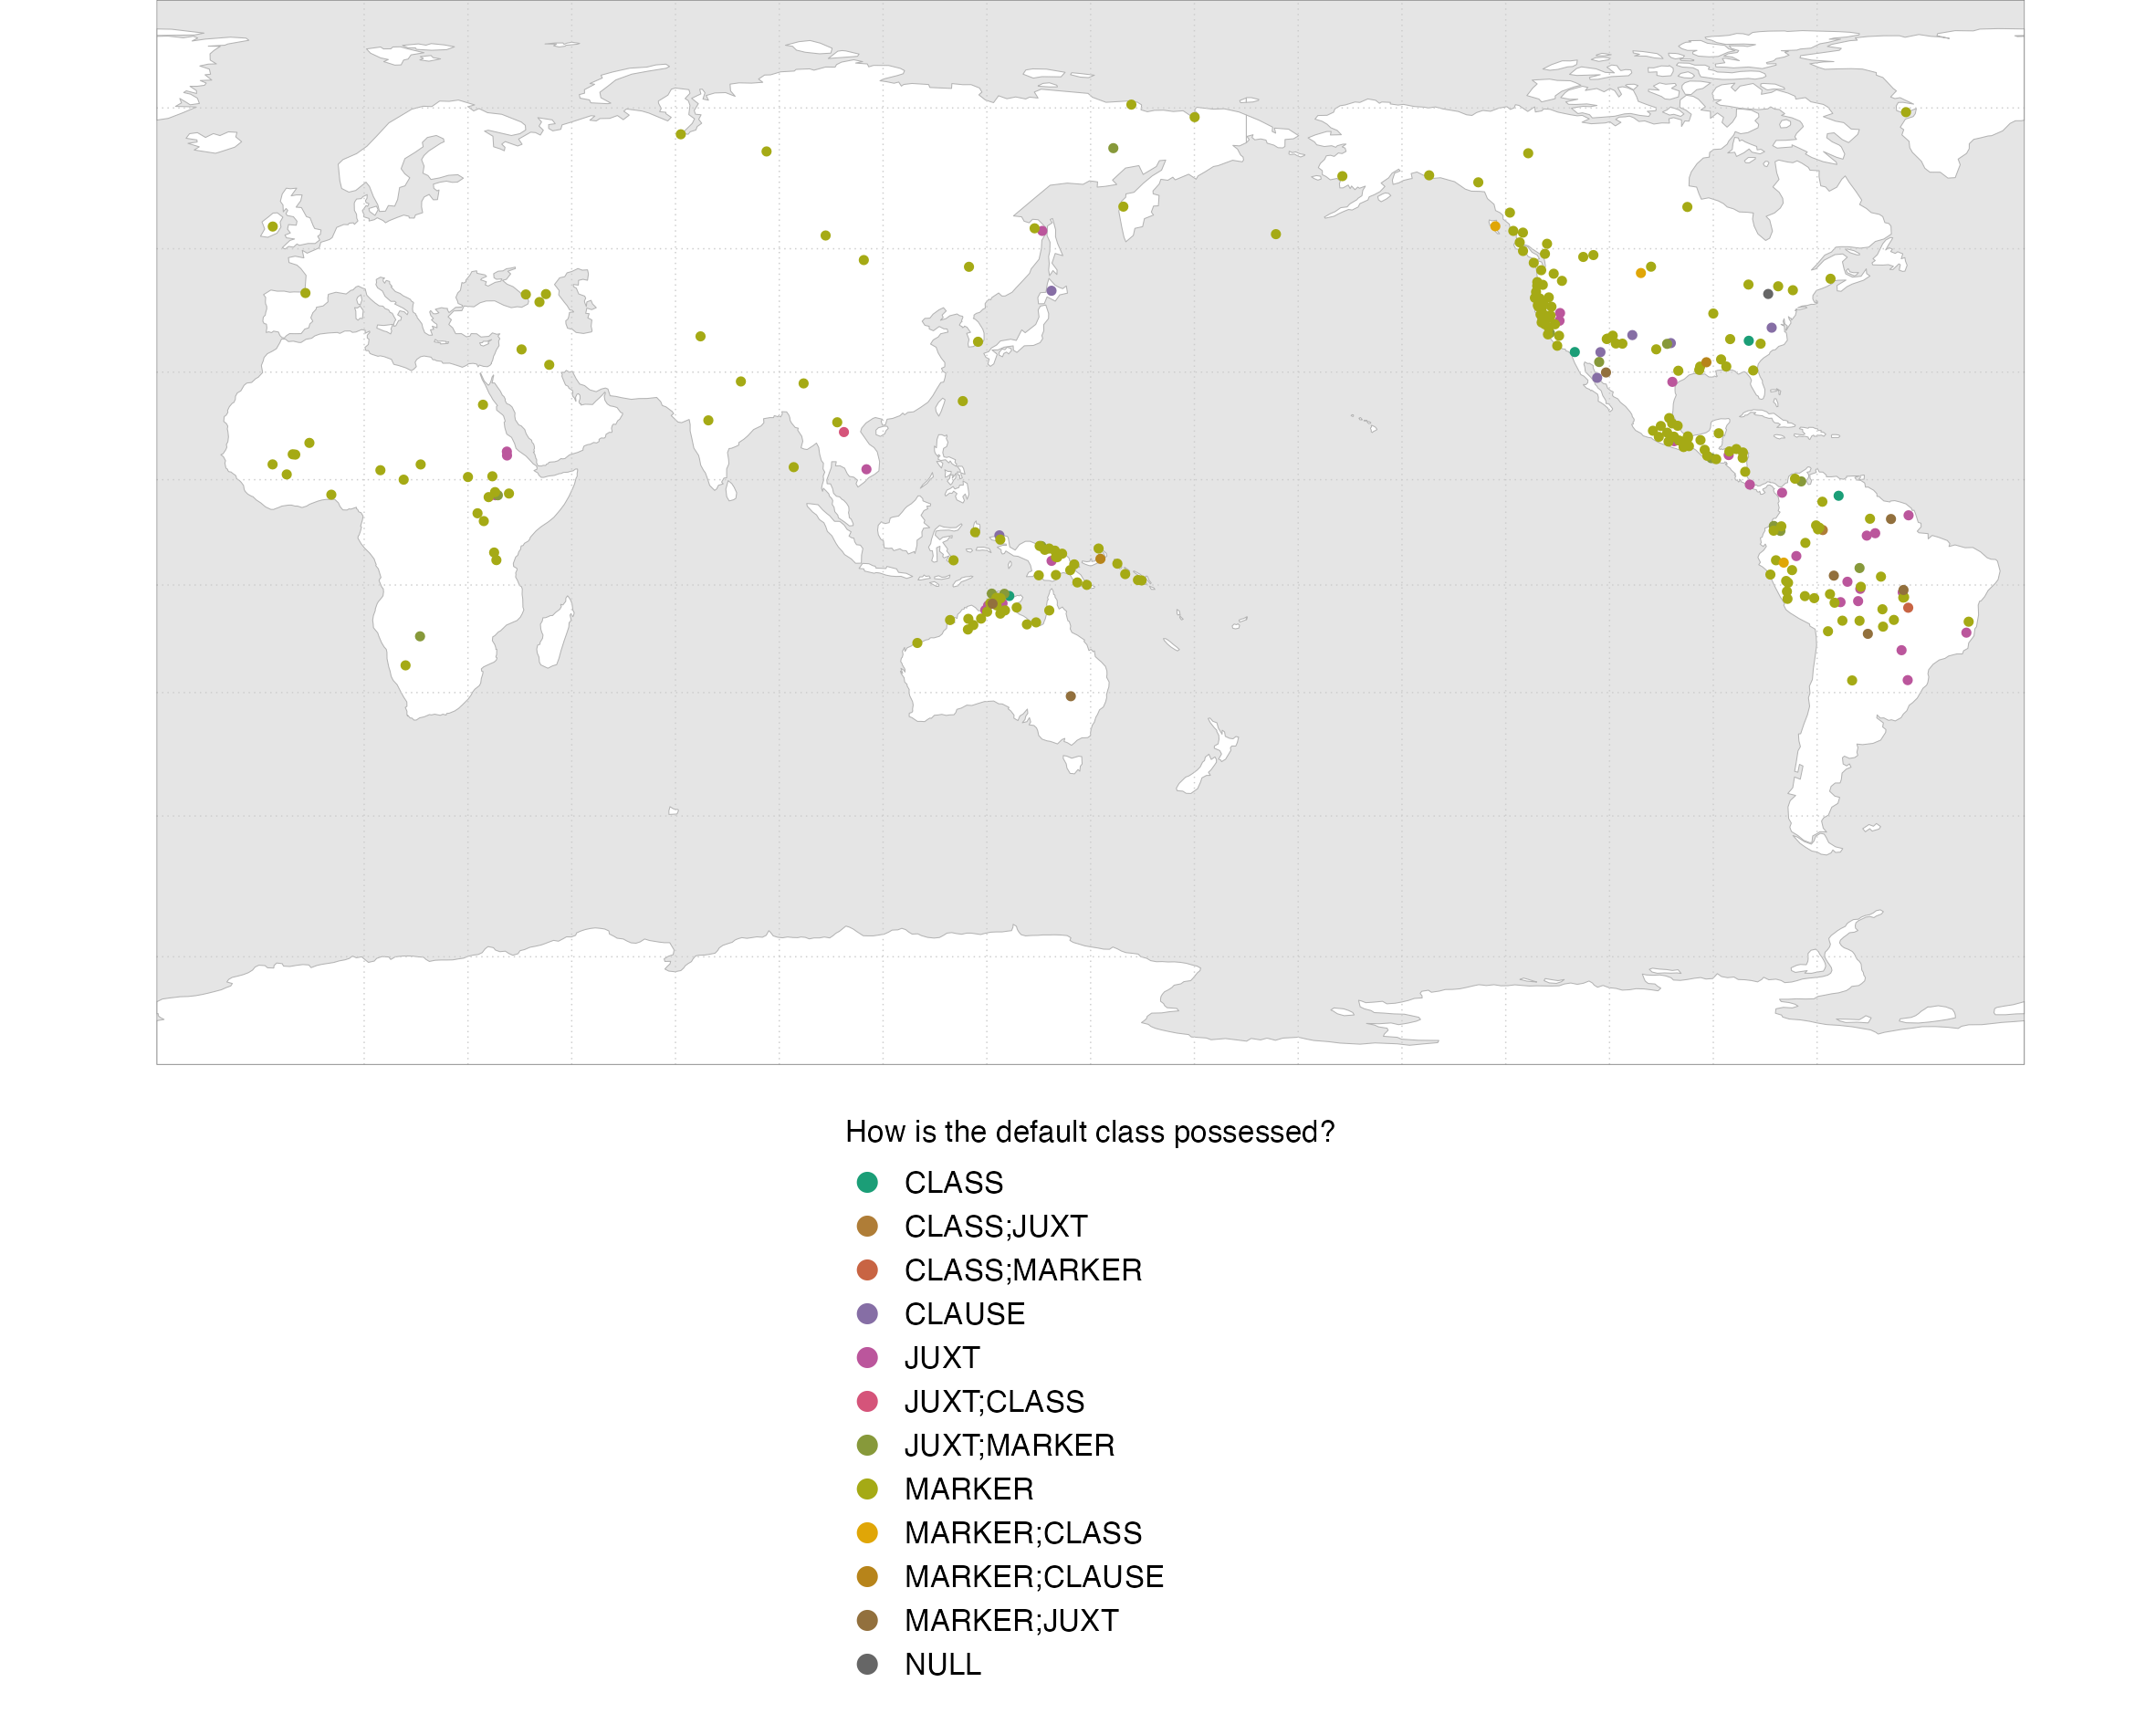 How is the default class possessed?
CLASS
CLASS;JUXT
CLASS;MARKER
CLAUSE
JUXT
JUXT;CLASS
JUXT;MARKER
MARKER
MARKER;CLASS
MARKER;CLAUSE
MARKER;JUXT
NULL